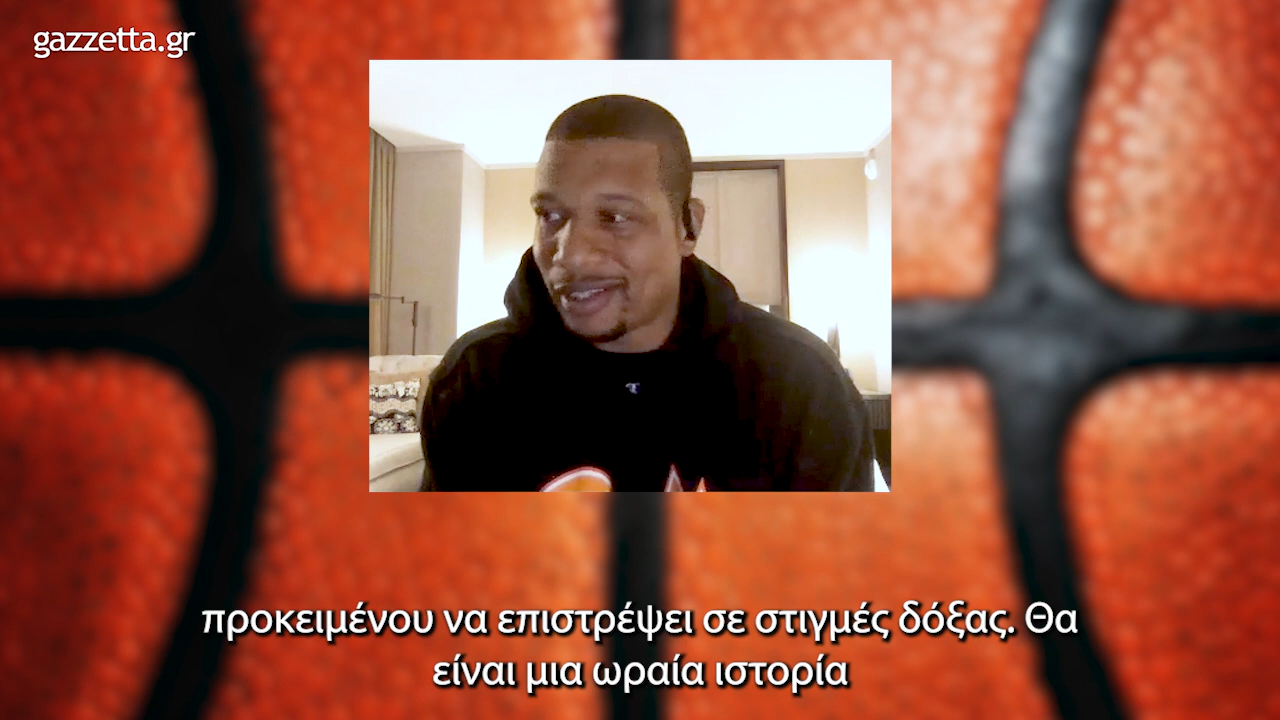 gazzetta.gr
προκειμένου να επιστρέψει σε στιγμές δόξας. Θα
είναι μια ωραία ιστορία